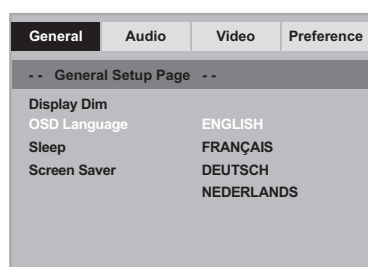 General Audio Video Preference
-- General Setup Page --
Display Dim
OSD Language ENGLISH
Sleep FRANÇAIS
Screen Saver DEUTSCH
NEDERLANDS